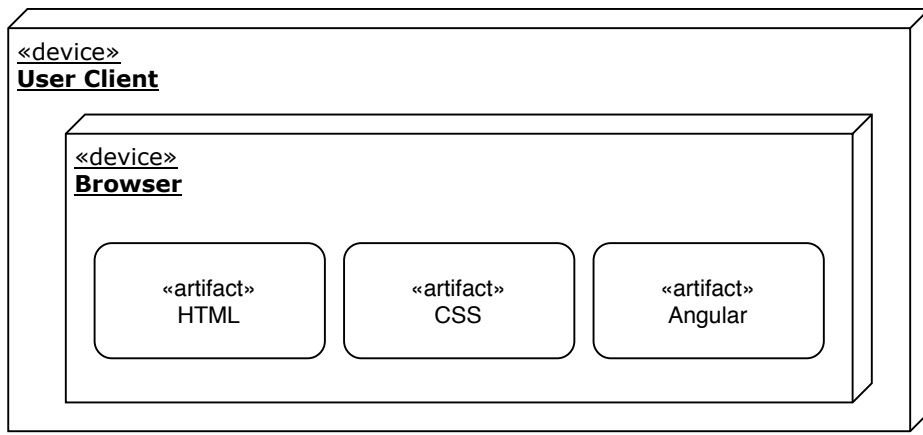 «device»
User Client
«device»
Browser
«artifact»
HTML
«artifact»
CSS
«artifact»
Angular